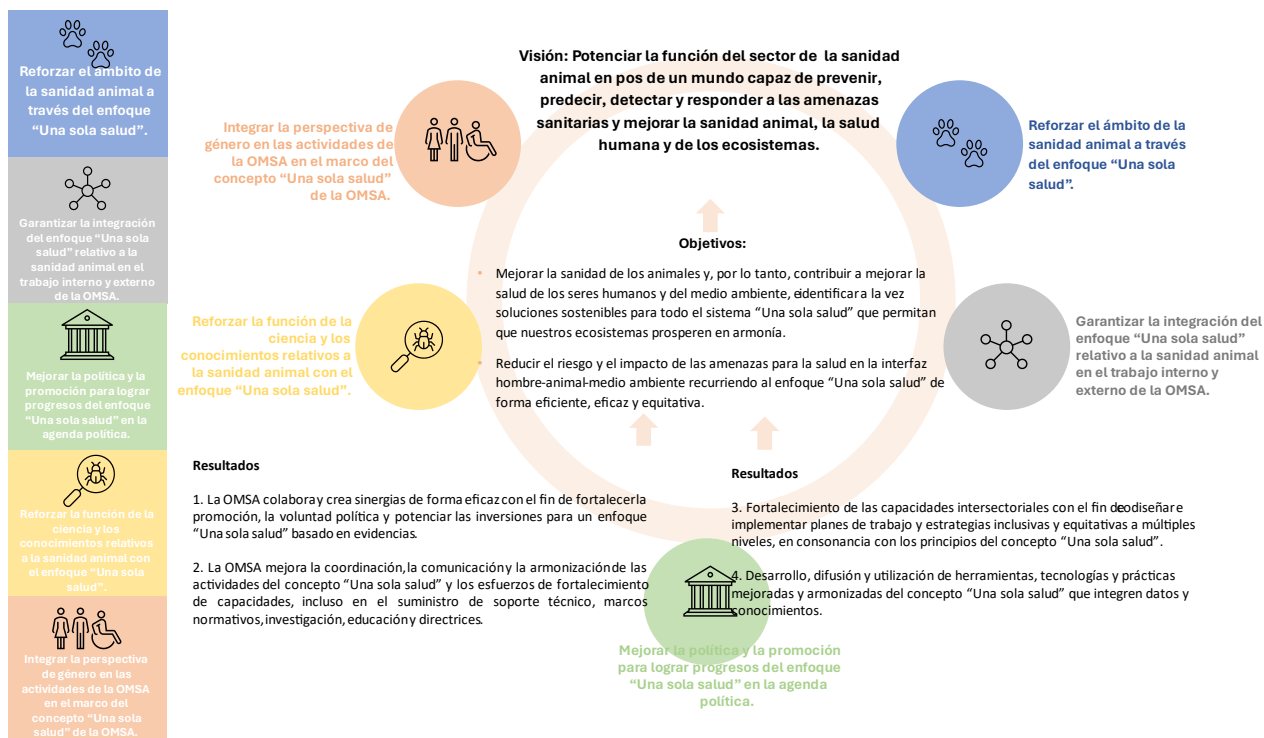 Reforzar el ámbito de
la sanidad animal a
través del enfoque
“Una sola salud”.
Garantizar la integración
del enfoque “Una sola
salud” relativo a la
sanidad animal en el
trabajo interno y externo
de la OMSA.
Mejorar la política y la
promoción para lograr
progresos del enfoque
“Una sola salud” en la
agenda política.
Reforzar la función de la
ciencia y los
conocimientos relativos
a la sanidad animal con
el enfoque “Una sola
salud”.
Integrar la perspectiva
de género en las
actividades de la OMSA
en el marco del
concepto “Una sola
salud” de la OMSA.
Visión: Potenciar la función del sector de la sanidad
animal en pos de un mundo capaz de prevenir,
predecir, detectar y responder a las amenazas
sanitarias y mejorar la sanidad animal, la salud
humana y de los ecosistemas.
Integrar la perspectiva de
género en las actividades de
la OMSA en el marco del
concepto “Una sola salud”
de la OMSA.
Reforzar el ámbito de la
sanidad animal a través
del enfoque “Una sola
salud”.
Objetivos:
• Mejorar la sanidad de los animales y, por lo tanto, contribuir a mejorar la
salud de los seres humanos y del medio ambiente, e identificar a la vez
soluciones sostenibles para todo el sistema “Una sola salud” que permitan
que nuestros ecosistemas prosperen en armonía.
• Reducir el riesgo y el impacto de las amenazas para la salud en la interfaz
hombre-animal-medio ambiente recurriendo al enfoque “Una sola salud” de
forma eficiente, eficaz y equitativa.
Reforzar la función de la
ciencia y los
conocimientos relativos a
la sanidad animal con el
enfoque “Una sola salud”.
Garantizar la integración del
enfoque “Una sola salud”
relativo a la sanidad animal
en el trabajo interno y
externo de la OMSA.
Resultados
1. La OMSA colabora y crea sinergias de forma eficaz con el fin de fortalecer la
promoción, la voluntad política y potenciar las inversiones para un enfoque
“Una sola salud” basado en evidencias.
2. La OMSA mejora la coordinación, la comunicación y la armonización de las
actividades del concepto “Una sola salud” y los esfuerzos de fortalecimiento
de capacidades, incluso en el suministro de soporte técnico, marcos
normativos, investigación, educación y directrices.
Resultados
3. Fortalecimiento de las capacidades intersectoriales con el fin de diseñar e
implementar planes de trabajo y estrategias inclusivas y equitativas a múltiples
niveles, en consonancia con los principios del concepto “Una sola salud”.
4. Desarrollo, difusión y utilización de herramientas, tecnologías y prácticas
mejoradas y armonizadas del concepto “Una sola salud” que integren datos y
conocimientos.
Mejorar la política y la promoción
para lograr progresos del enfoque
“Una sola salud” en la agenda
política.